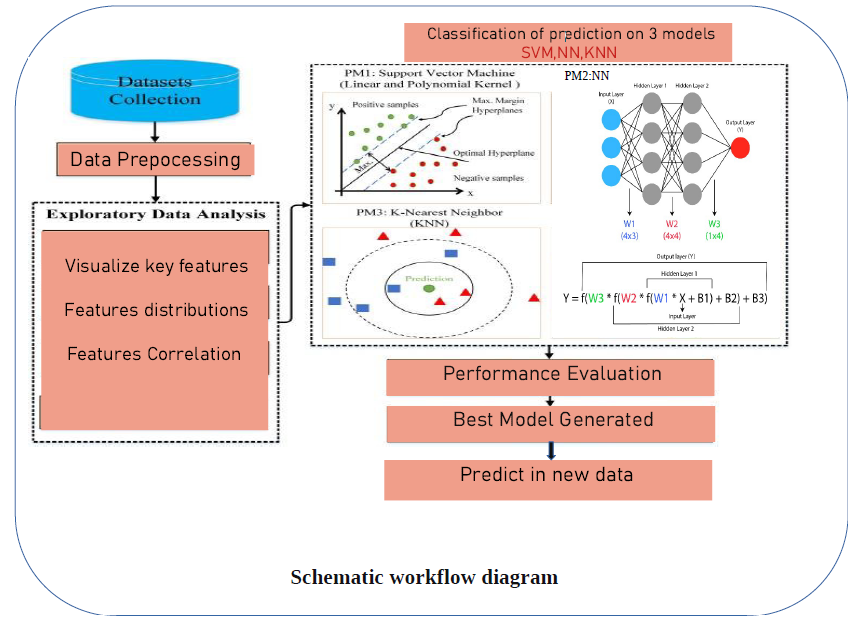 Classification of prediction on 3 models
SVM,NN,KNN
Datasets
Collection
Data Prepocessing
Exploratory Data Analysis
Visualize key features
Features distributions
Features Correlation
PM1: Support Vector Machine
(Linear and Polynomial Kernel )
y
Positive samples
Max. Margin
Hyperplanes
Optimal Hyperplane
Max.
Negative samples
x
PM2:NN
Input Layer
(X)
Hidden Layer 1
Hidden Layer 2
Output Layer
(Y)
W1
(4x3)
W2
(4x4)
W3
(1x4)
PM3: K-Nearest Neighbor
(KNN)
Prediction
Output layer (Y)
Hidden Layer 1
Y = f(W3 * f(W2 * f(W1 * X + B1) + B2) + B3)
Input Layer
Hidden Layer 2
Performance Evaluation
Best Model Generated
Predict in new data
Schematic workflow diagram